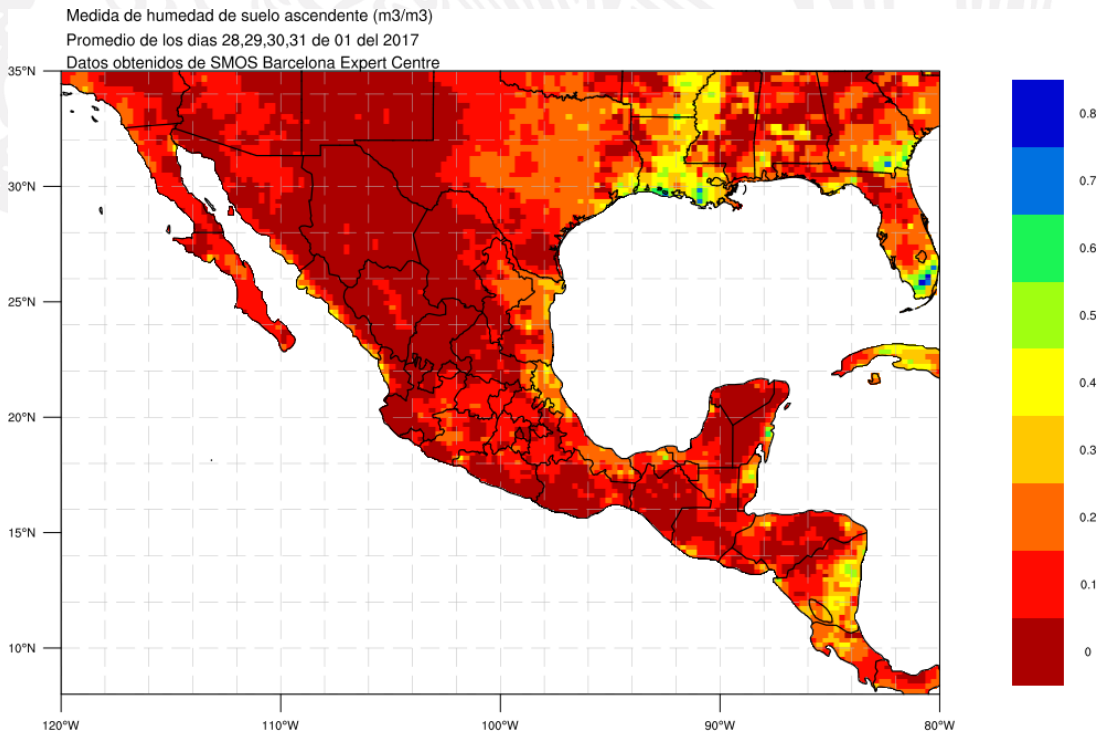 Medida de humedad de suelo ascendente (m3/m3)
Promedio de los dias 28,29,30,31 de 01 del 2017
Datos obtenidos de SMOS Barcelona Expert Centre
35°N
30°N
25°N
20°N
15°N
10°N
120°W
110°W
100°W
90°W
80°W
0.8
0.7
0.6
0.5
0.4
0.3
0.2
0.1
0